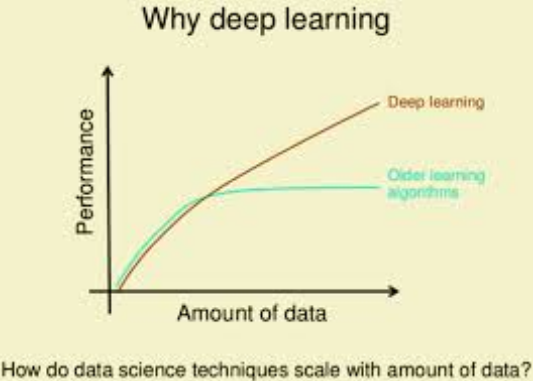 Why deep learning
Deep learning
Older learning
algorithms
Performance
Amount of data
How do data science techniques scale with amount of data?